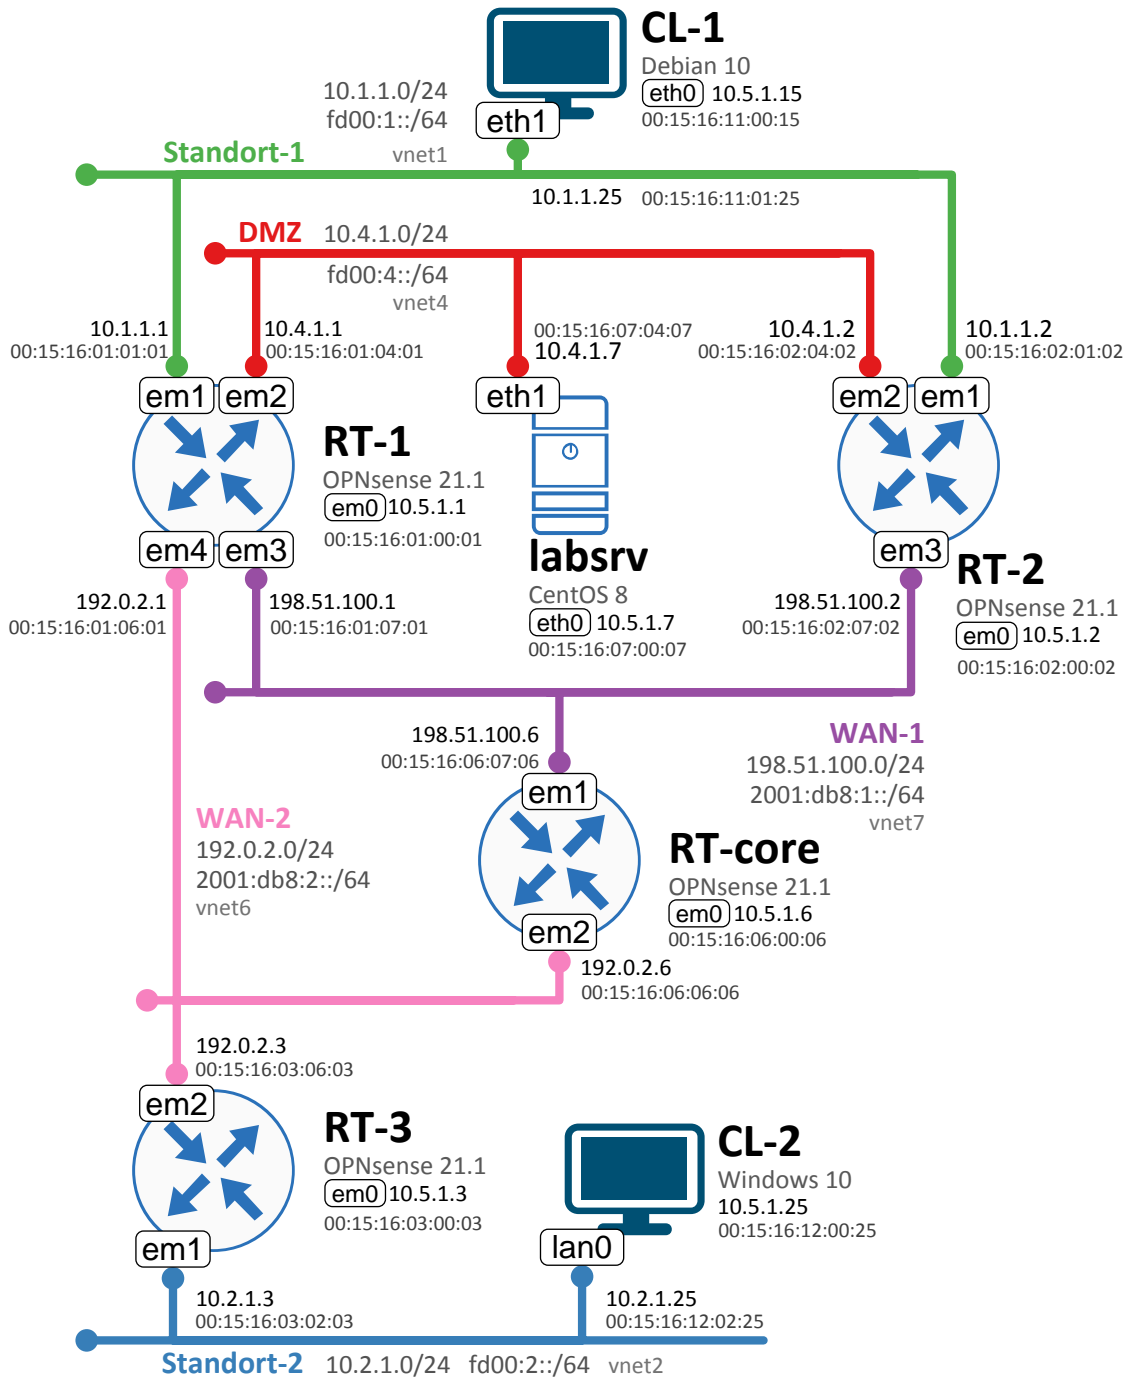 CL-1
Debian 10
eth0 10.5.1.15
00:15:16:11:00:15
10.1.1.0/24
fd00:1::/64
vnet1
eth1
Standort-1
10.1.1.25 00:15:16:11:01:25
DMZ 10.4.1.0/24
fd00:4::/64
vnet4
10.1.1.1
00:15:16:01:01:01
10.4.1.1
00:15:16:01:04:01
00:15:16:07:04:07
10.4.1.7
10.4.1.2
00:15:16:02:04:02
10.1.1.2
00:15:16:02:01:02
em1 em2
eth1
em2 em1
RT-1
OPNsense 21.1
em0 10.5.1.1
00:15:16:01:00:01
em4 em3
labsrv
CentOS 8
eth0 10.5.1.7
00:15:16:07:00:07
em3
RT-2
OPNsense 21.1
em0 10.5.1.2
00:15:16:02:00:02
192.0.2.1
00:15:16:01:06:01
198.51.100.1
00:15:16:01:07:01
198.51.100.2
00:15:16:02:07:02
198.51.100.6
00:15:16:06:07:06
WAN-1
198.51.100.0/24
2001:db8:1::/64
vnet7
em1
WAN-2
192.0.2.0/24
2001:db8:2::/64
vnet6
RT-core
OPNsense 21.1
em0 10.5.1.6
00:15:16:06:00:06
em2
192.0.2.6
00:15:16:06:06:06
192.0.2.3
00:15:16:03:06:03
em2
RT-3
OPNsense 21.1
em0 10.5.1.3
00:15:16:03:00:03
em1
CL-2
Windows 10
10.5.1.25
00:15:16:12:00:25
lan0
10.2.1.3
00:15:16:03:02:03
10.2.1.25
00:15:16:12:02:25
Standort-2 10.2.1.0/24 fd00:2::/64 vnet2